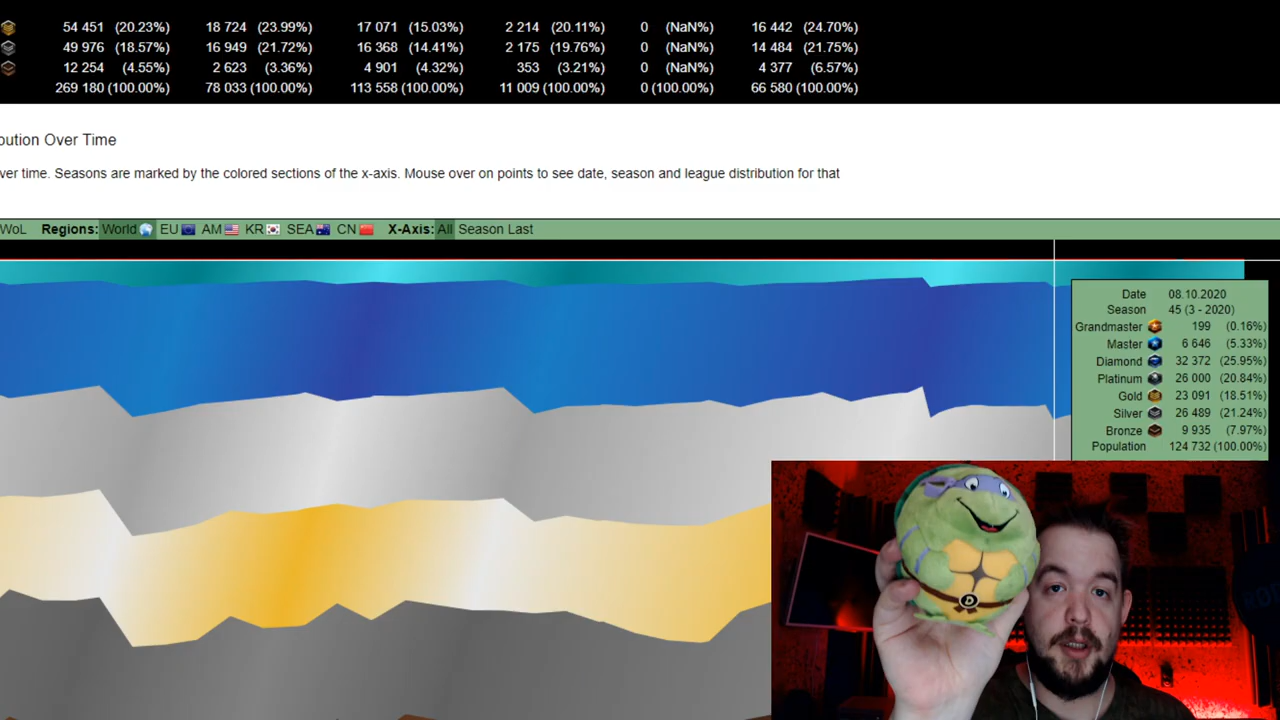 54 451 (20.23%) 18 724 (23.99%) 17 071 (15.03%) 2 214 (20.11%) 0 (NaN%) 16 442 (24.70%)
49 976 (18.57%) 16 949 (21.72%) 16 368 (14.41%) 2 175 (19.76%) 0 (NaN%) 14 484 (21.75%)
12 254 (4.55%) 2 623 (3.36%) 4 901 (4.32%) 353 (3.21%) 0 (NaN%) 4 377 (6.57%)
269 180 (100.00%) 78 033 (100.00%) 113 558 (100.00%) 11 009 (100.00%) 0 (100.00%) 66 580 (100.00%)
bution Over Time
ver time. Seasons are marked by the colored sections of the x-axis. Mouse over on points to see date, season and league distribution for that
WoL Regions: World EU AM KR SEA CN X-Axis: All Season Last
Date 08.10.2020
Season 45 (3 - 2020)
Grandmaster 199 (0.16%)
Master 6 646 (5.33%)
Diamond 32 372 (25.95%)
Platinum 26 000 (20.84%)
Gold 23 091 (18.51%)
Silver 26 489 (21.24%)
Bronze 9 935 (7.97%)
Population 124 732 (100.00%)
D